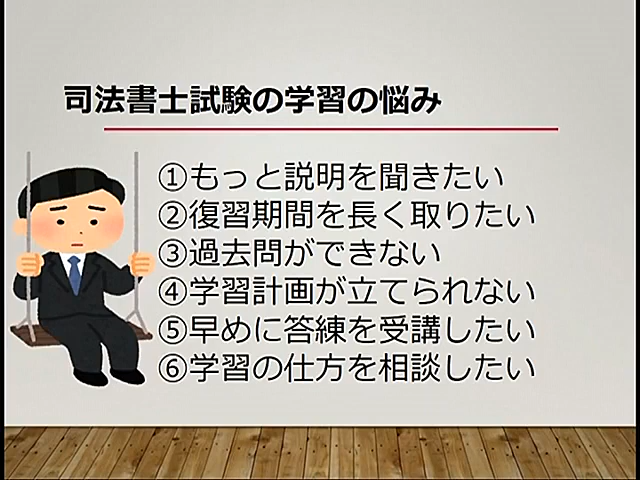 司法書士試験の学習の悩み
①もっと説明を聞きたい
②復習期間を長く取りたい
③過去問ができない
④学習計画が立てられない
⑤早めに答練を受講したい
⑥学習の仕方を相談したい